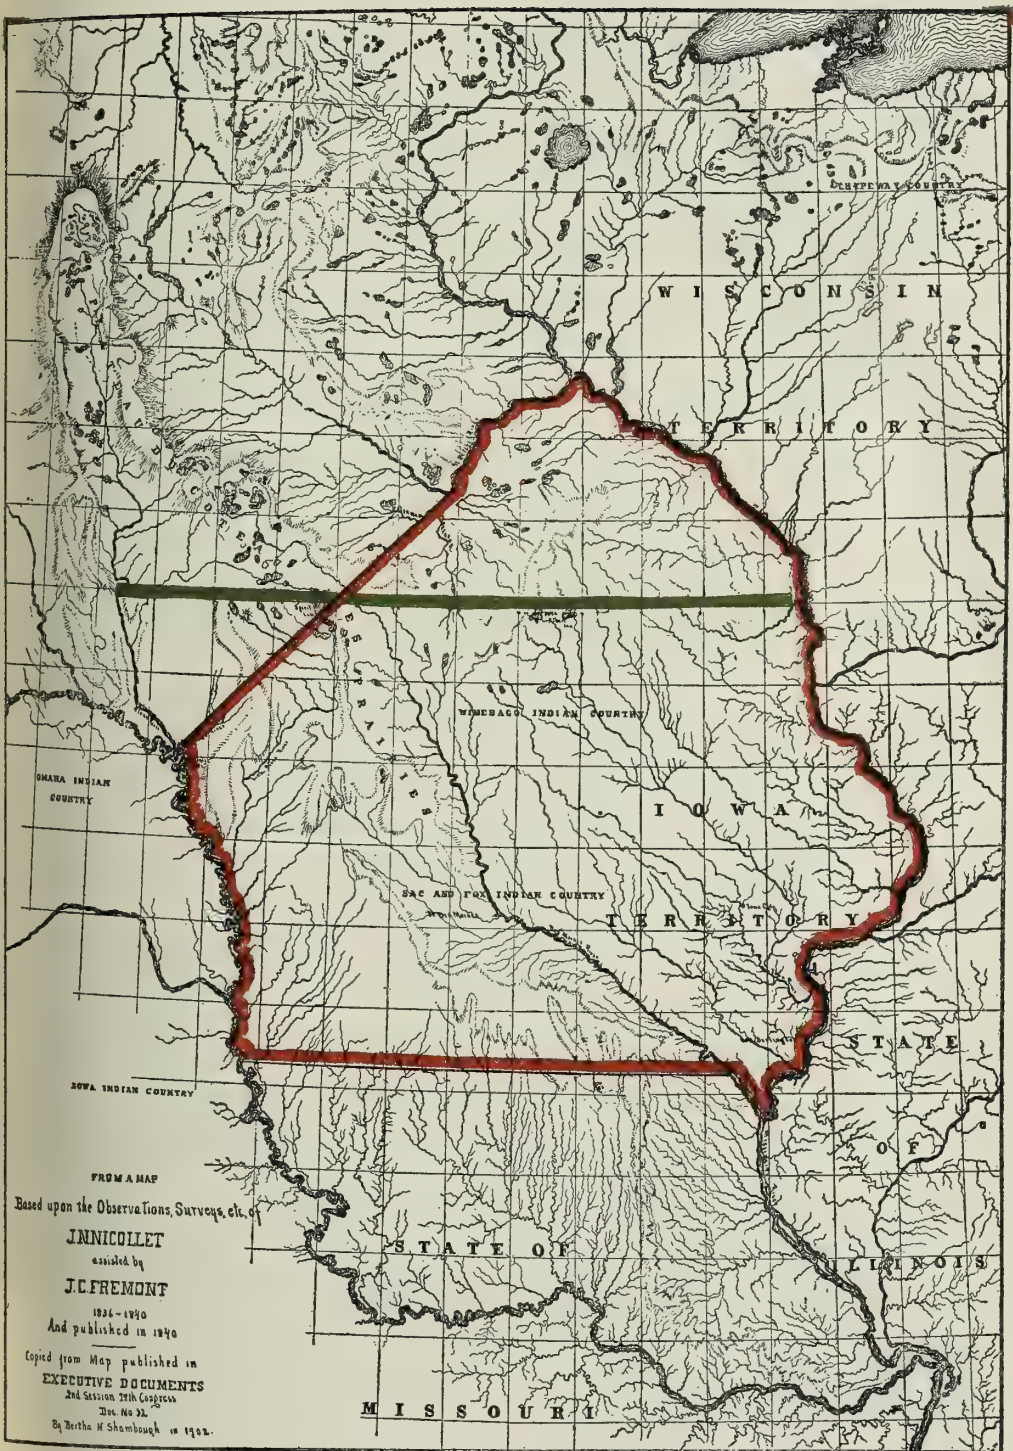 CHIPPEWAY COUNTRY
WISCONSIN
TERRITORY
WINEBAGO INDIAN COUNTRY
OMAHA INDIAN
COUNTRY
IOWA
SAC AND FOX INDIAN COUNTRY
TERRITORY
STATE
IOWA INDIAN COUNTRY
OF
STATE OF
ILLINOIS
MISSOURI
FROM A MAP
Based upon the Observations, Surveys, etc, of
J.N.NICOLLET
assisted by
J.C.FREMONT
1836-1840
And published in 1840
Copied from Map published in
EXECUTIVE DOCUMENTS
2nd Session 28th Congress
Doc. No 52
By Bertha H Shambaugh in 1902.